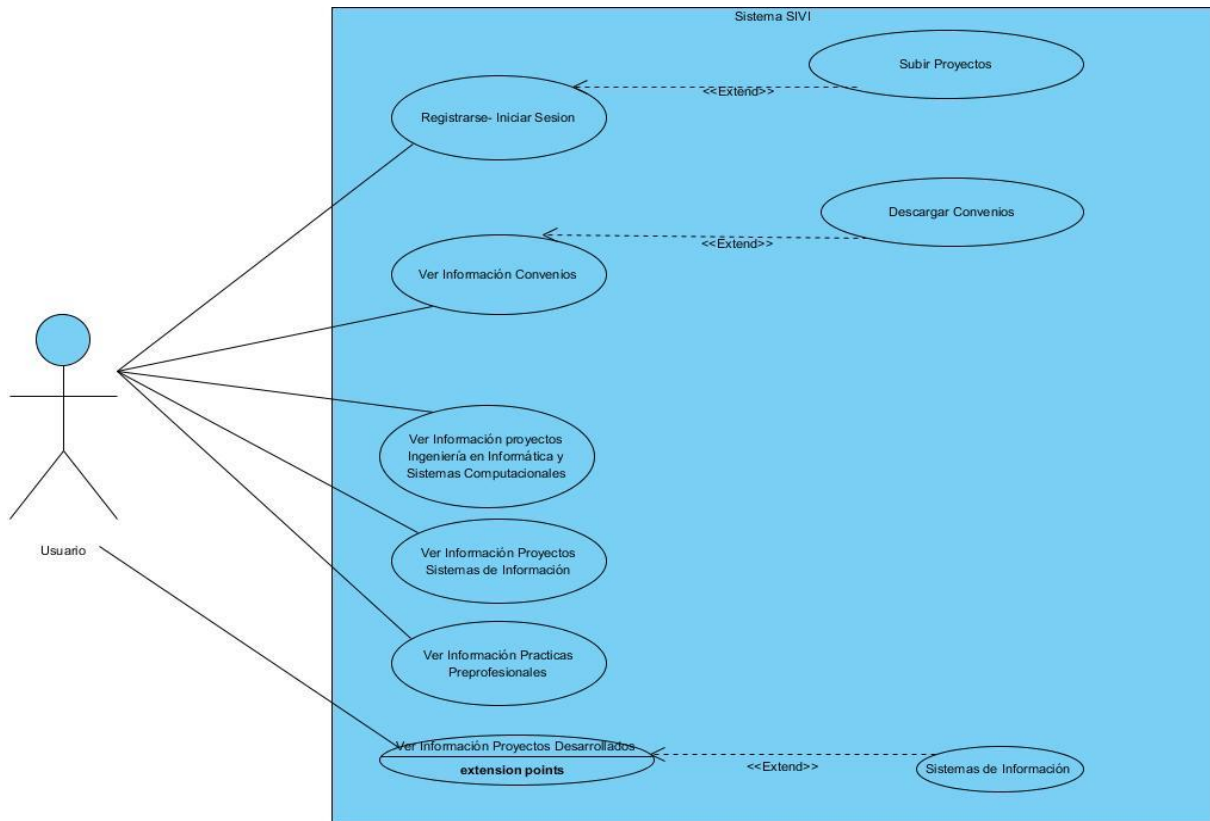 Sistema SIVI
Subir Proyectos
<<Extend>>
Registrarse- Iniciar Sesion
Descargar Convenios
<<Extend>>
Ver Información Convenios
Ver Información proyectos
Ingeniería en Informática y
Sistemas Computacionales
Usuario
Ver Información Proyectos
Sistemas de Información
Ver Información Practicas
Preprofesionales
Ver Información Proyectos Desarrollados
extension points
<<Extend>>
Sistemas de Información